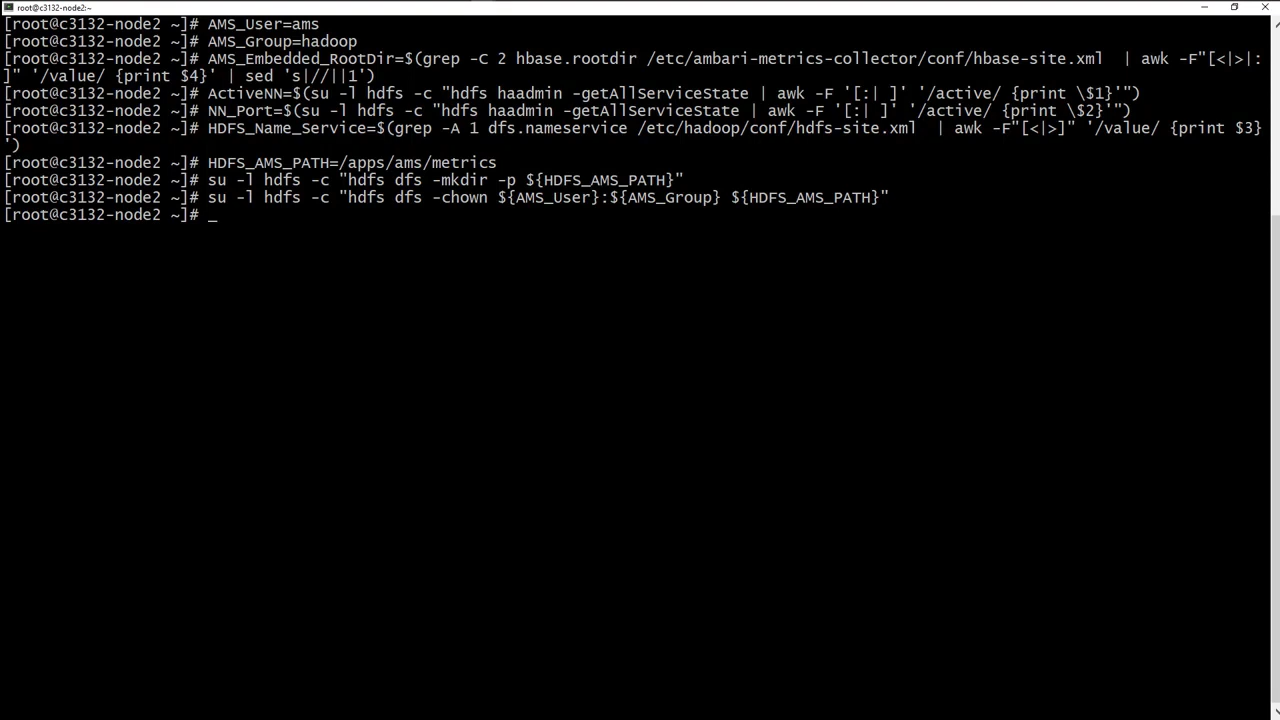 root@c3132-node2:~
[root@c3132-node2 ~]# AMS_User=ams
[root@c3132-node2 ~]# AMS_Group=hadoop
[root@c3132-node2 ~]# AMS_Embedded_RootDir=$(grep -C 2 hbase.rootdir /etc/ambari-metrics-collector/conf/hbase-site.xml  | awk -F"[<|>|:
]" '/value/ {print $4}' | sed 's|//||1')
[root@c3132-node2 ~]# ActiveNN=$(su -l hdfs -c "hdfs haadmin -getAllServiceState | awk -F '[:| ]' '/active/ {print \$1}'")
[root@c3132-node2 ~]# NN_Port=$(su -l hdfs -c "hdfs haadmin -getAllServiceState | awk -F '[:| ]' '/active/ {print \$2}'")
[root@c3132-node2 ~]# HDFS_Name_Service=$(grep -A 1 dfs.nameservice /etc/hadoop/conf/hdfs-site.xml  | awk -F"[<|>]" '/value/ {print $3}
')
[root@c3132-node2 ~]# HDFS_AMS_PATH=/apps/ams/metrics
[root@c3132-node2 ~]# su -l hdfs -c "hdfs dfs -mkdir -p ${HDFS_AMS_PATH}"
[root@c3132-node2 ~]# su -l hdfs -c "hdfs dfs -chown ${AMS_User}:${AMS_Group} ${HDFS_AMS_PATH}"
[root@c3132-node2 ~]# _